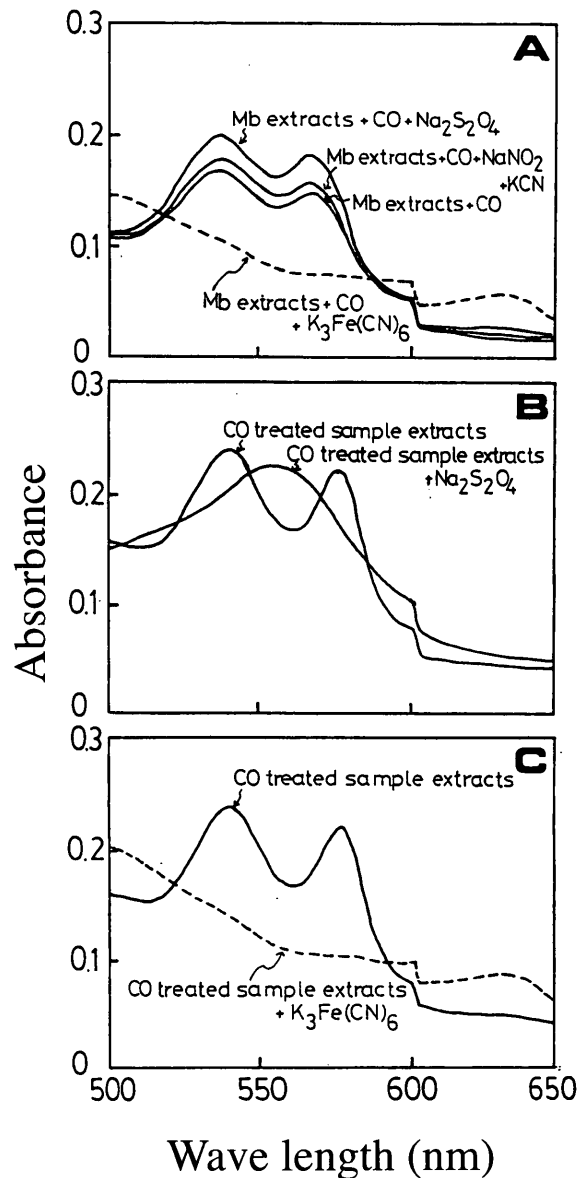 0.3
A
Mb extracts + CO + Na2S2O4
0.2
Mb extracts +CO+NaNO2
+KCN
Mb extracts + CO
0.1
Mb extracts + CO
+ K3Fe(CN)6
0
0.3
B
CO treated sample extracts
CO treated sample extracts
+Na2S2O4
0.2
0.1
0
0.3
C
CO treated sample extracts
0.2
0.1
CO treated sample extracts
+ K3Fe(CN)6
0
500
550
600
650
Absorbance
Wave length (nm)